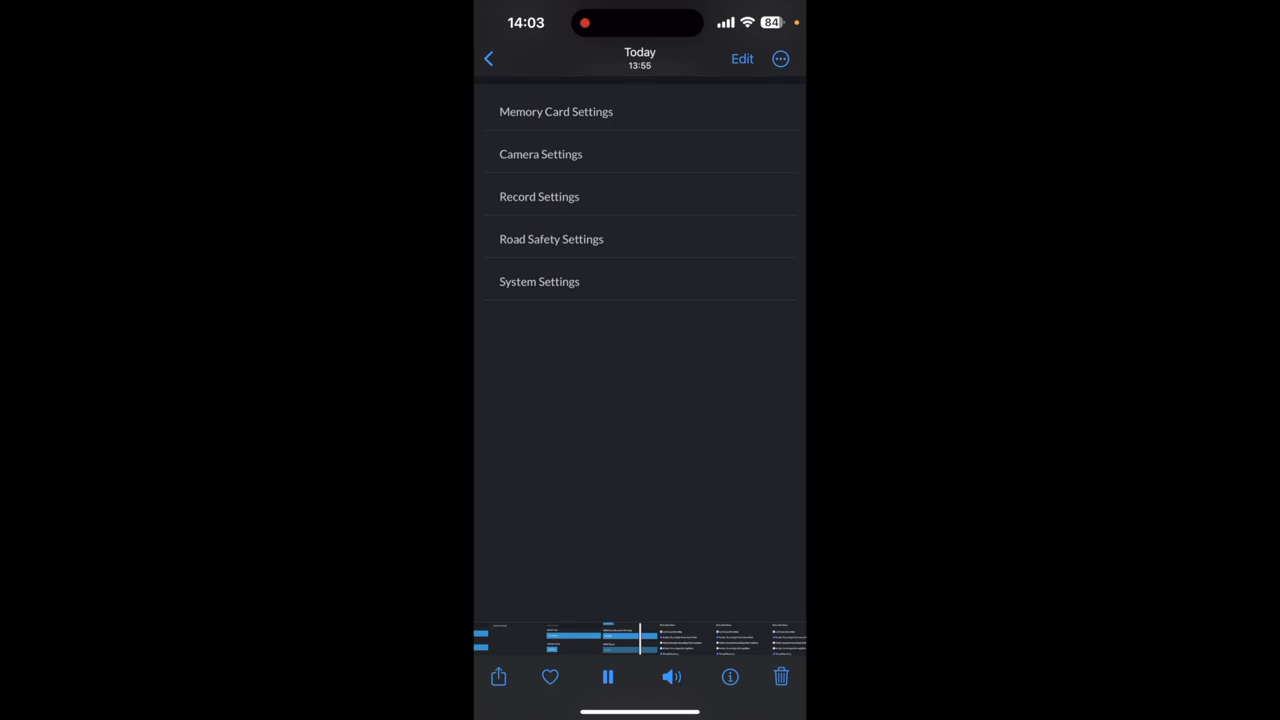 14:03
84
Today
13:55
Edit
Memory Card Settings
Camera Settings
Record Settings
Road Safety Settings
System Settings